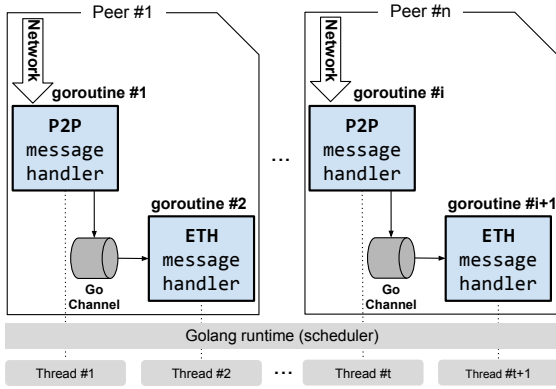 Peer #1
Network
goroutine #1
P2P
message
handler
goroutine #2
ETH
message
handler
Go
Channel
...
Peer #n
Network
goroutine #i
P2P
message
handler
goroutine #i+1
ETH
message
handler
Go
Channel
Golang runtime (scheduler)
Thread #1
Thread #2
...
Thread #t
Thread #t+1